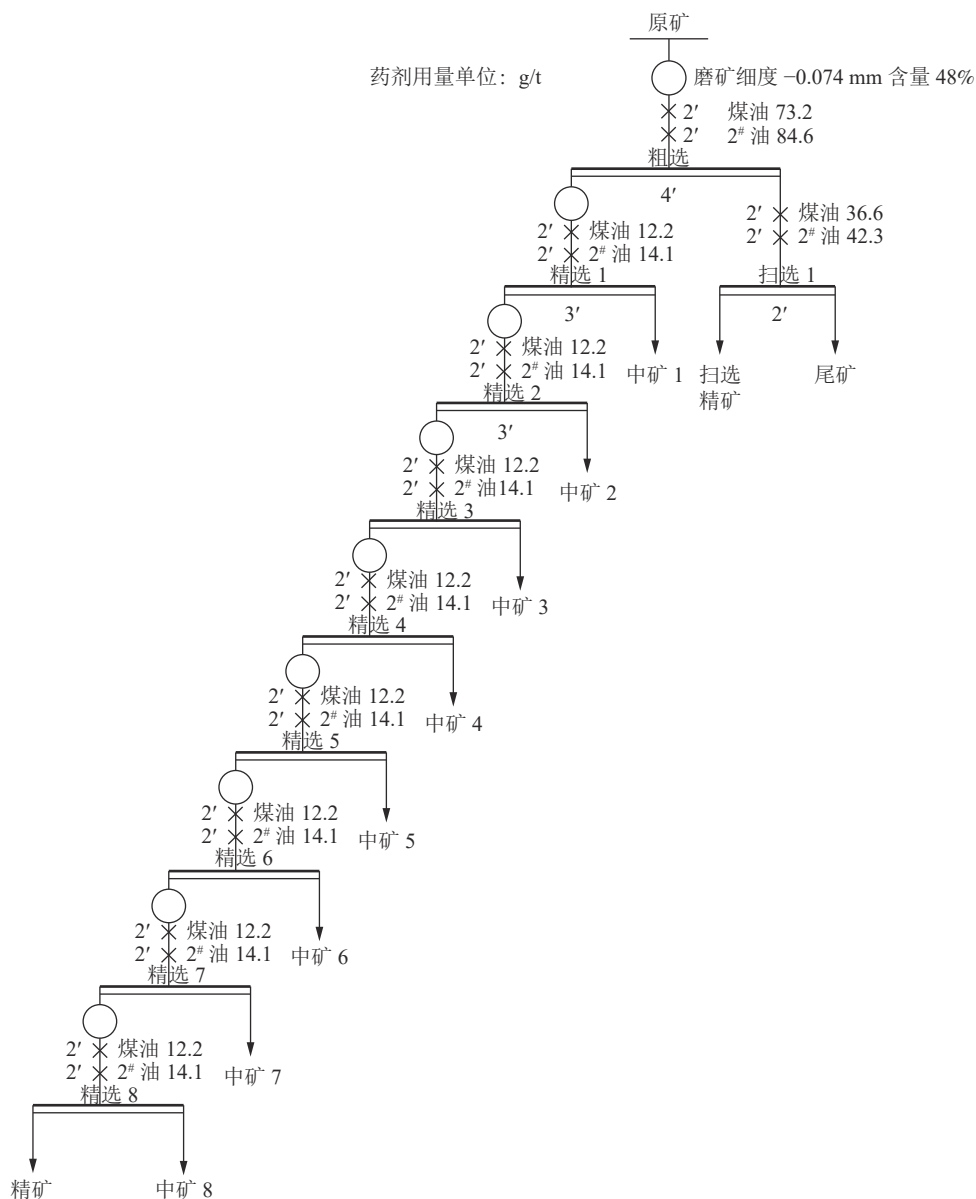 原矿
药剂用量单位：g/t
磨矿细度 −0.074 mm 含量 48%
2′ 煤油 73.2
2′ 2# 油 84.6
粗选
4′
2′ 煤油 12.2
2′ 2# 油 14.1
精选 1
2′ 煤油 36.6
2′ 2# 油 42.3
扫选 1
3′
2′
2′ 煤油 12.2
2′ 2# 油 14.1
精选 2
中矿 1
扫选
精矿
尾矿
3′
2′ 煤油 12.2
2′ 2# 油14.1
精选 3
中矿 2
2′ 煤油 12.2
2′ 2# 油 14.1
精选 4
中矿 3
2′ 煤油 12.2
2′ 2# 油 14.1
精选 5
中矿 4
2′ 煤油 12.2
2′ 2# 油 14.1
精选 6
中矿 5
2′ 煤油 12.2
2′ 2# 油 14.1
精选 7
中矿 6
2′ 煤油 12.2
2′ 2# 油 14.1
精选 8
中矿 7
精矿
中矿 8